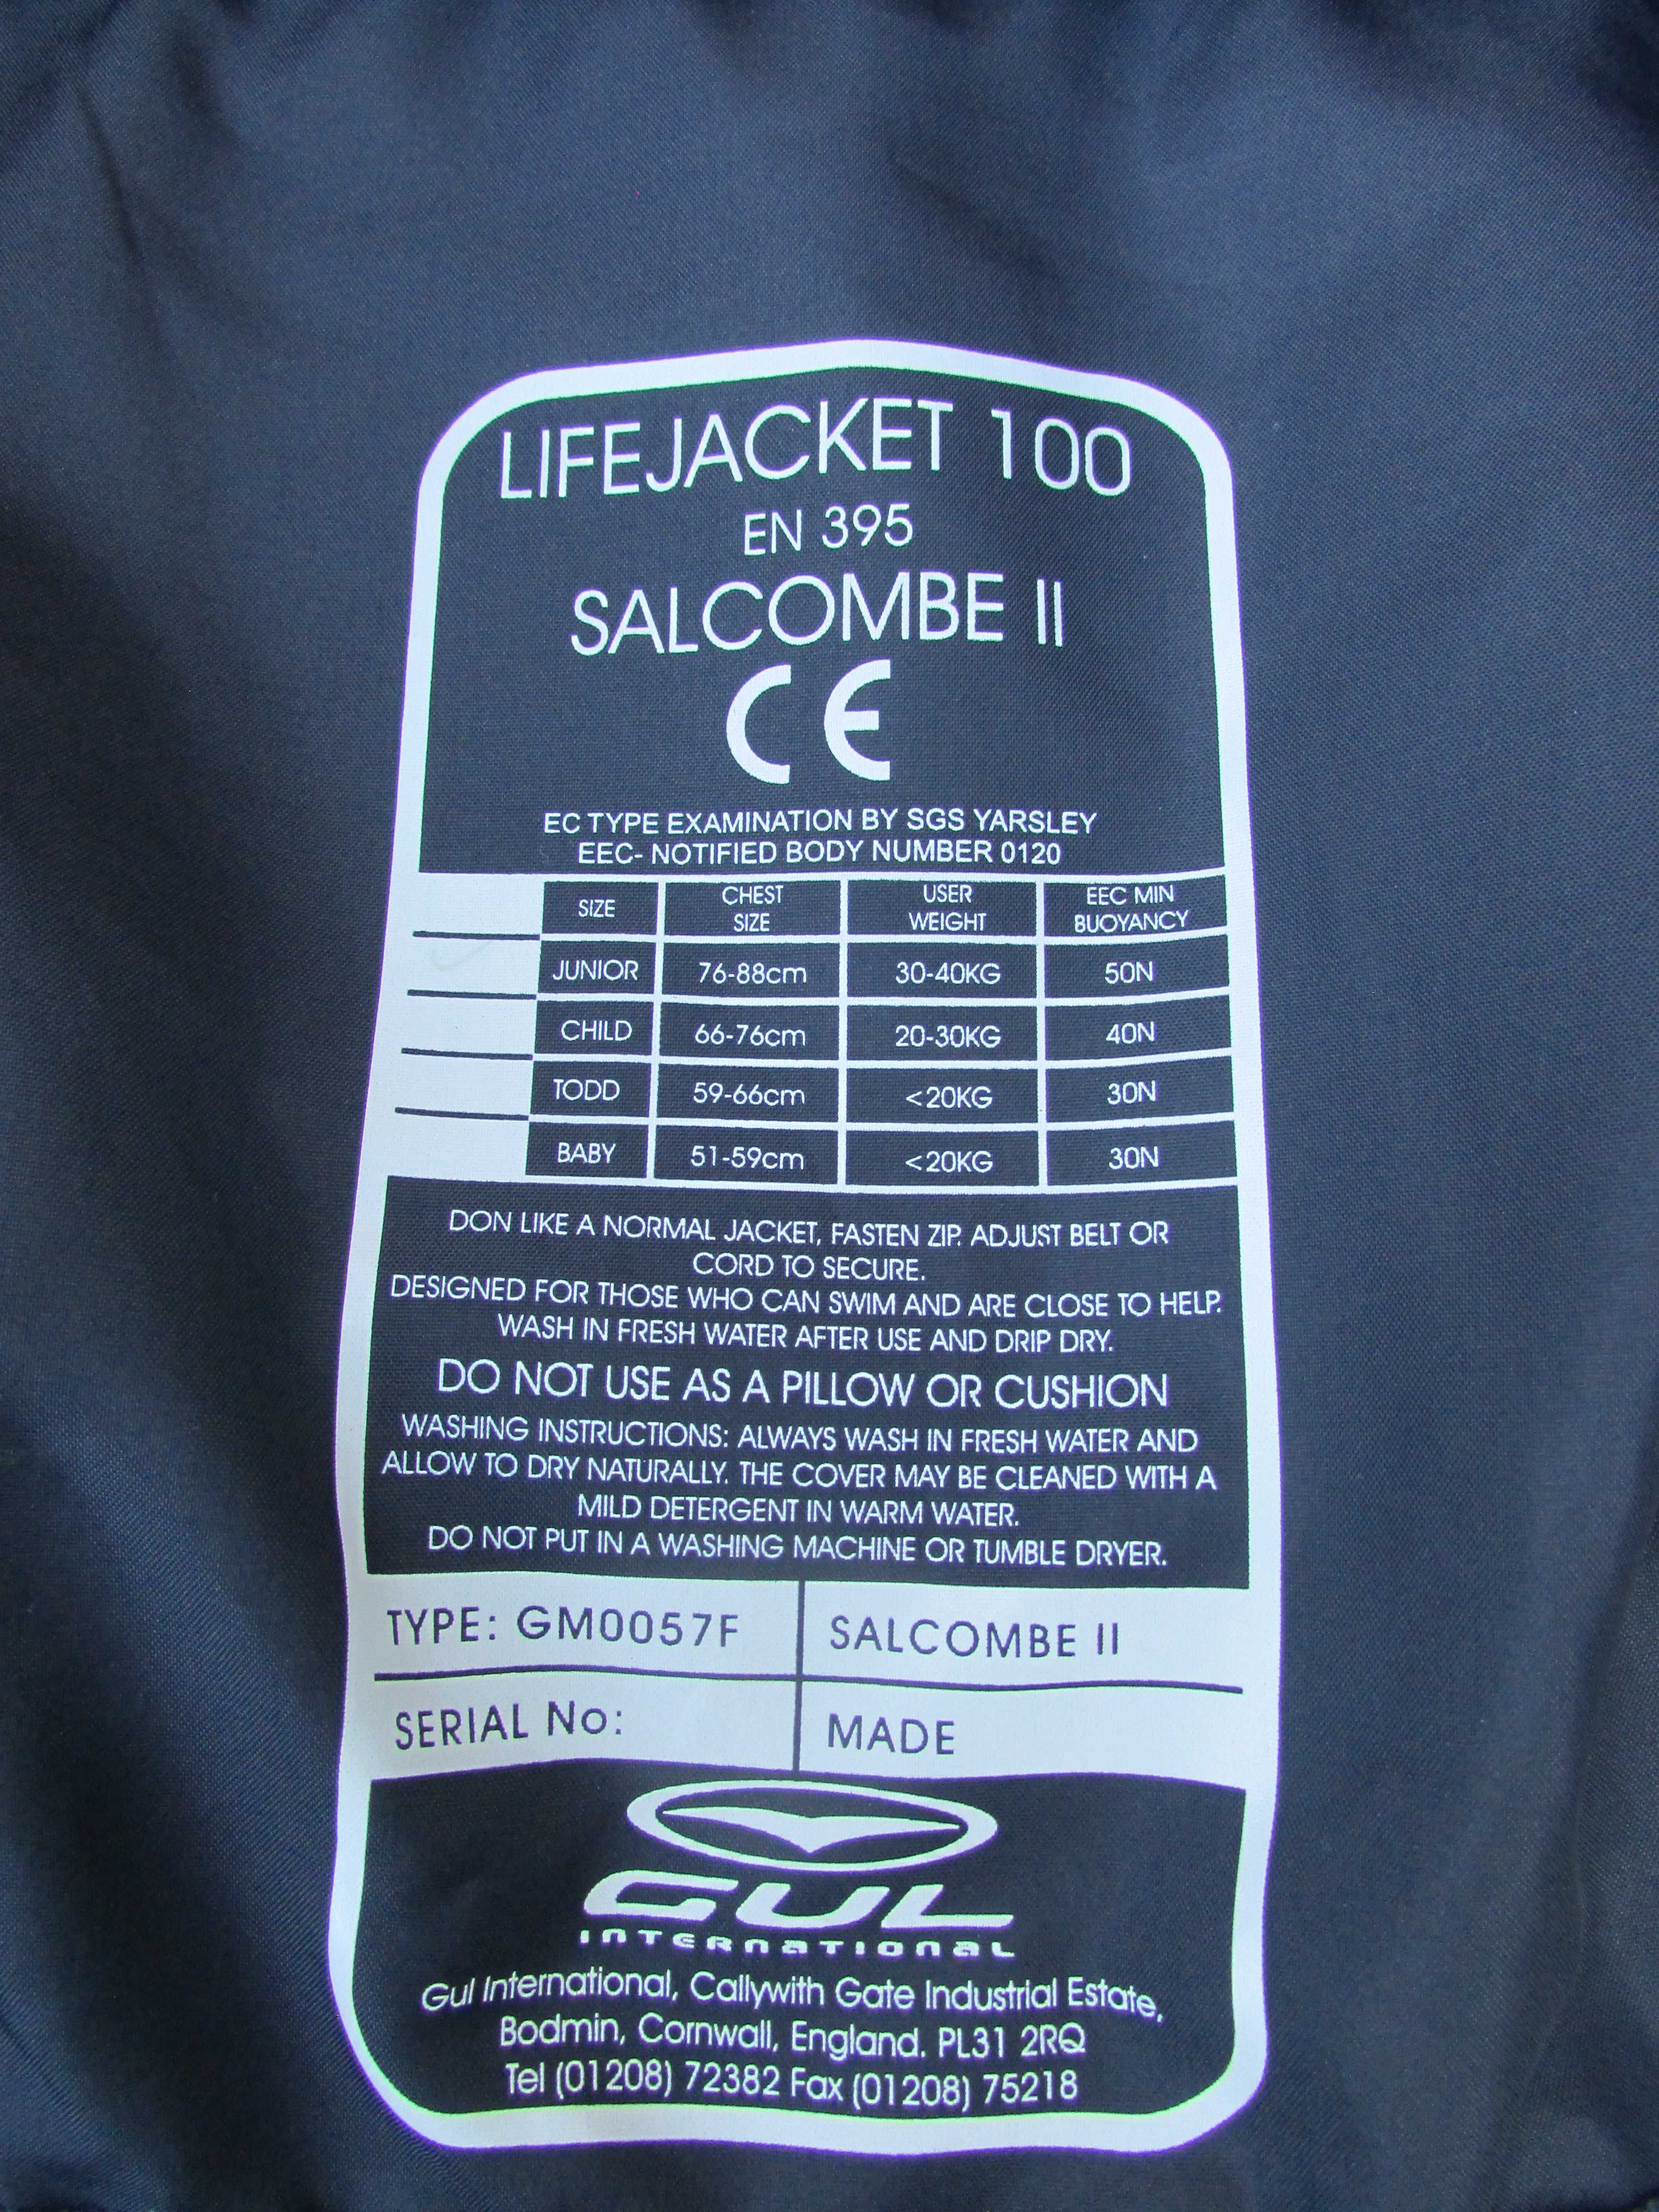 LIFEJACKET 100
EN 395
SALCOMBE II
CE
EC TYPE EXAMINATION BY SGS YARSLEY
EEC- NOTIFIED BODY NUMBER 0120
SIZE CHEST SIZE USER WEIGHT EEC MIN BUOYANCY
JUNIOR 76-88cm 30-40KG 50N
CHILD 66-76cm 20-30KG 40N
TODD 59-66cm <20KG 30N
BABY 51-59cm <20KG 30N
DON LIKE A NORMAL JACKET, FASTEN ZIP. ADJUST BELT OR
CORD TO SECURE.
DESIGNED FOR THOSE WHO CAN SWIM AND ARE CLOSE TO HELP.
WASH IN FRESH WATER AFTER USE AND DRIP DRY.
DO NOT USE AS A PILLOW OR CUSHION
WASHING INSTRUCTIONS: ALWAYS WASH IN FRESH WATER AND
ALLOW TO DRY NATURALLY. THE COVER MAY BE CLEANED WITH A
MILD DETERGENT IN WARM WATER.
DO NOT PUT IN A WASHING MACHINE OR TUMBLE DRYER.
TYPE: GM0057F SALCOMBE II
SERIAL No: MADE
GUL
INTERNATIONAL
Gul International, Callywith Gate Industrial Estate,
Bodmin, Cornwall, England. PL31 2RQ
Tel (01208) 72382 Fax (01208) 75218